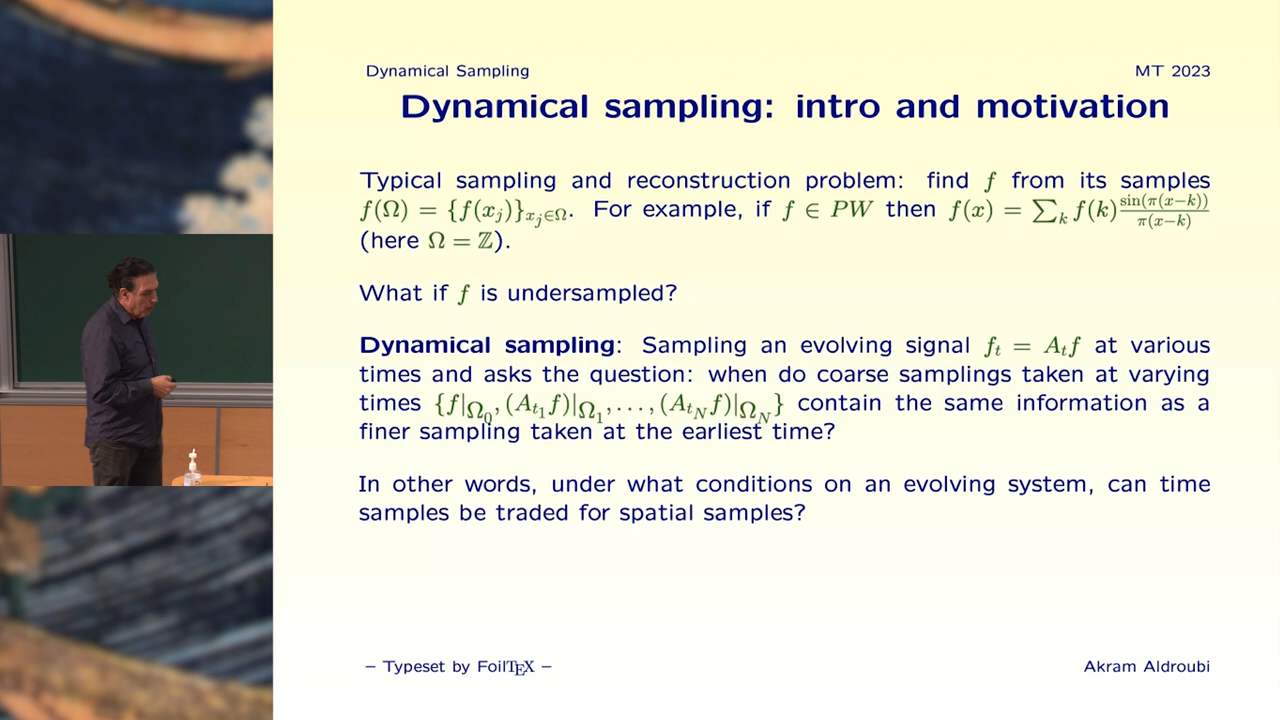 Dynamical Sampling MT 2023
Dynamical sampling: intro and motivation
Typical sampling and reconstruction problem: find f from its samples
f(Ω) = {f(x_j)}_{x_j∈Ω}. For example, if f ∈ PW then f(x) = ∑_k f(k) sin(π(x−k))/π(x−k)
(here Ω = ℤ).
What if f is undersampled?
Dynamical sampling: Sampling an evolving signal f_t = A_t f at various
times and asks the question: when do coarse samplings taken at varying
times {f|_{Ω_0}, (A_{t_1} f)|_{Ω_1}, . . . , (A_{t_N} f)|_{Ω_N}} contain the same information as a
finer sampling taken at the earliest time?
In other words, under what conditions on an evolving system, can time
samples be traded for spatial samples?
– Typeset by FoilTEX – Akram Aldroubi